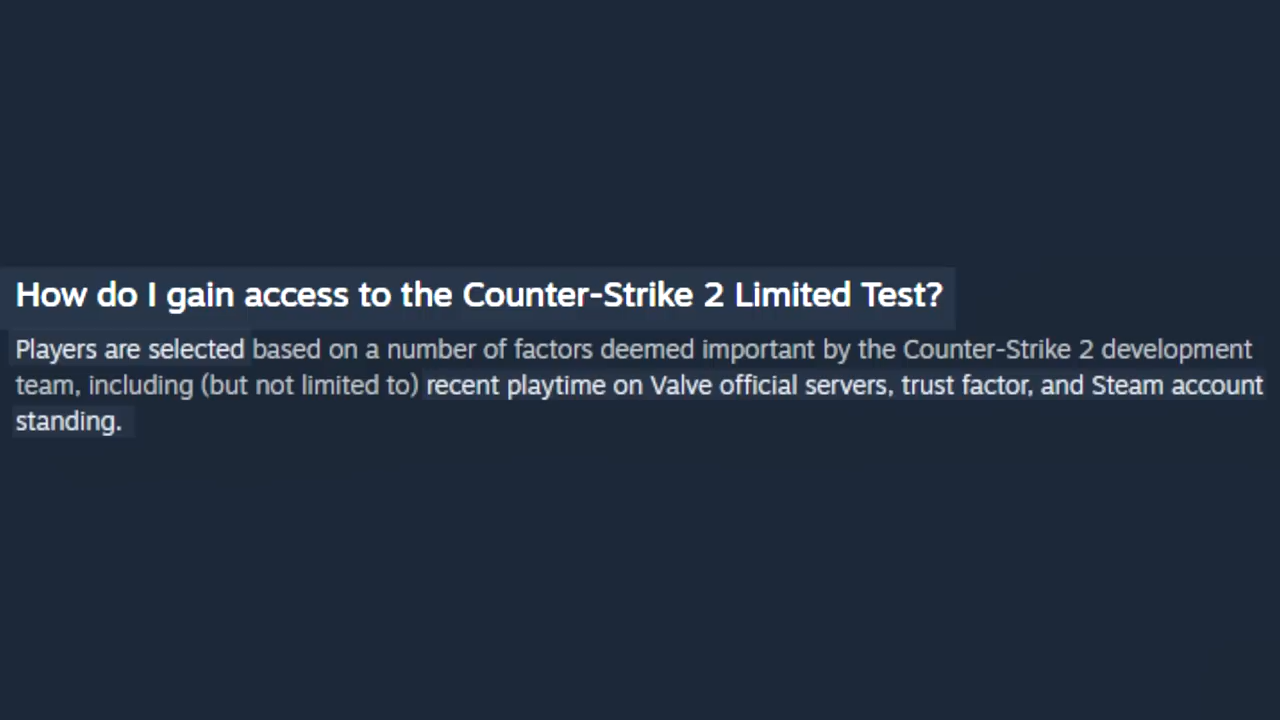 How do I gain access to the Counter-Strike 2 Limited Test?
Players are selected based on a number of factors deemed important by the Counter-Strike 2 development
team, including (but not limited to) recent playtime on Valve official servers, trust factor, and Steam account
standing.